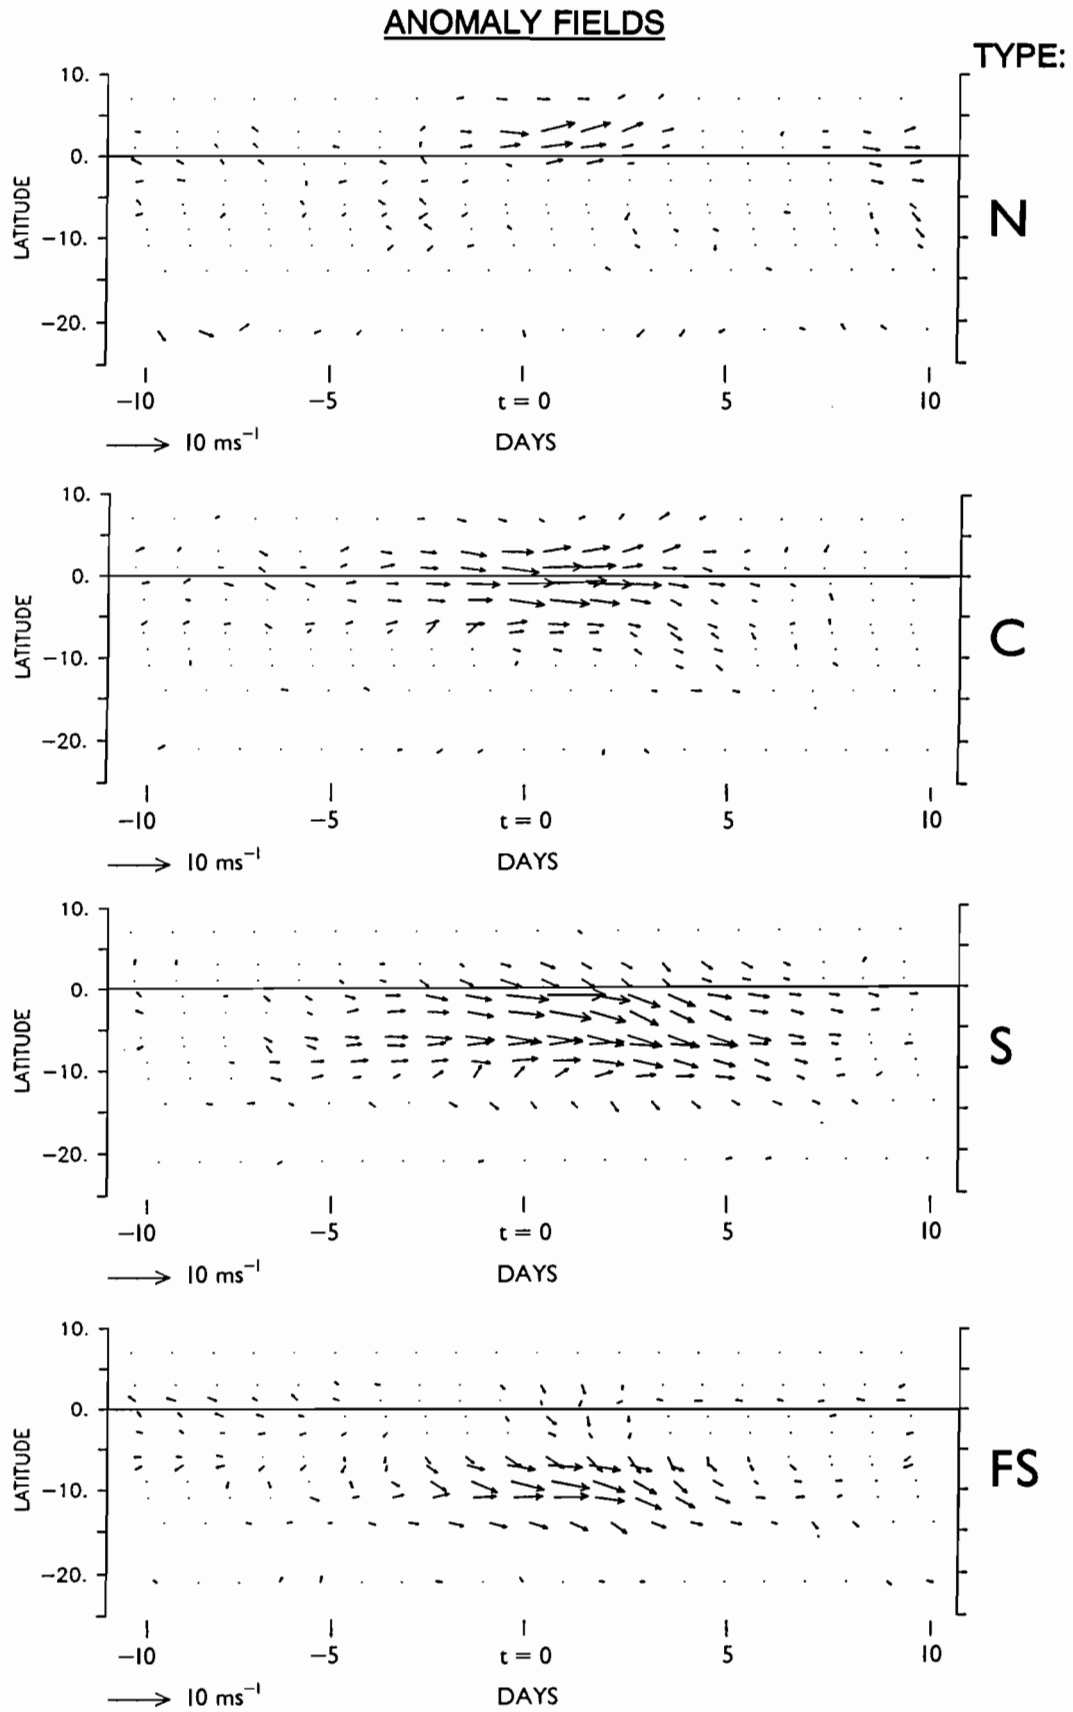 ANOMALY FIELDS
TYPE:
10.
0.
−10.
−20.
LATITUDE
N
−10 −5 t = 0 5 10
10 ms⁻¹ DAYS
10.
0.
−10.
−20.
LATITUDE
C
−10 −5 t = 0 5 10
10 ms⁻¹ DAYS
10.
0.
−10.
−20.
LATITUDE
S
−10 −5 t = 0 5 10
10 ms⁻¹ DAYS
10.
0.
−10.
−20.
LATITUDE
FS
−10 −5 t = 0 5 10
10 ms⁻¹ DAYS